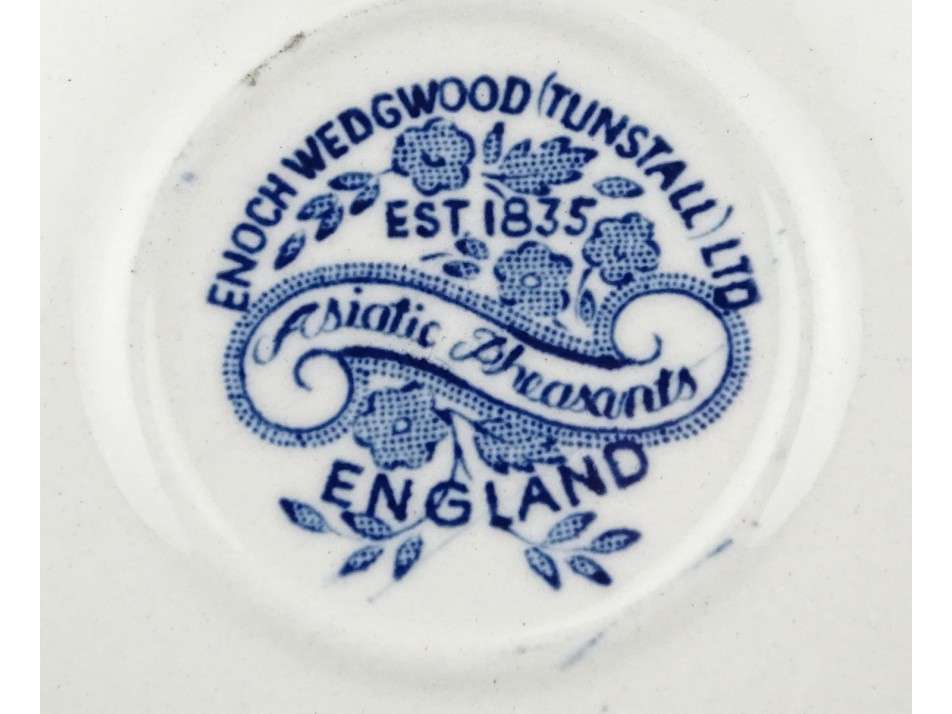 ENOCH WEDGWOOD (TUNSTALL) LTD
EST 1835
Asiatic Pheasants
ENGLAND